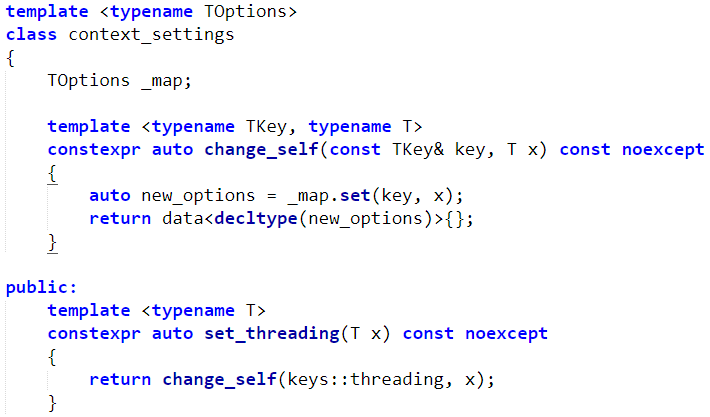 template <typename TOptions>
class context_settings
{
    TOptions _map;

    template <typename TKey, typename T>
    constexpr auto change_self(const TKey& key, T x) const noexcept
    {
        auto new_options = _map.set(key, x);
        return data<decltype(new_options)>{};
    }

public:
    template <typename T>
    constexpr auto set_threading(T x) const noexcept
    {
        return change_self(keys::threading, x);
    }